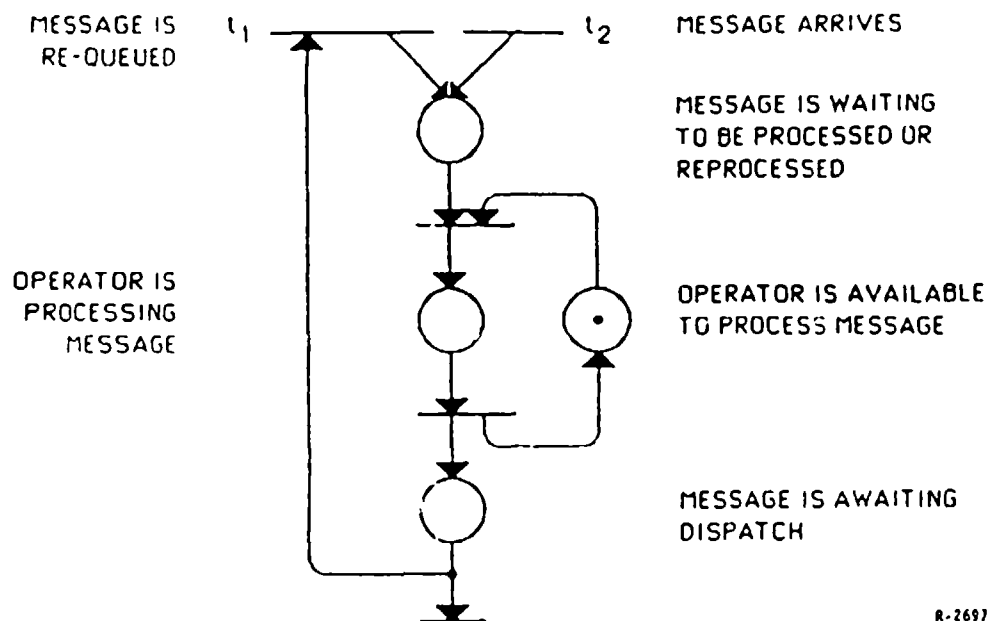 MESSAGE IS
RE-QUEUED
t1
t2
MESSAGE ARRIVES
MESSAGE IS WAITING
TO BE PROCESSED OR
REPROCESSED
OPERATOR IS
PROCESSING
MESSAGE
OPERATOR IS AVAILABLE
TO PROCESS MESSAGE
MESSAGE IS AWAITING
DISPATCH
R-2697